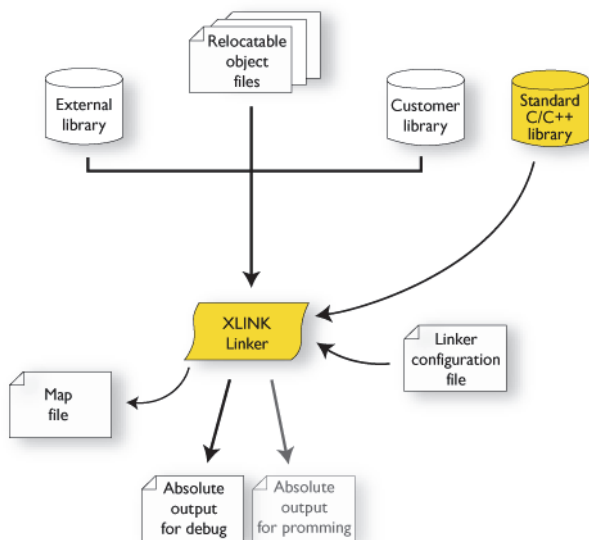 Relocatable
object
files
External
library
Customer
library
Standard
C/C++
library
XLINK
Linker
Linker
configuration
file
Map
file
Absolute
output
for debug
Absolute
output
for promming